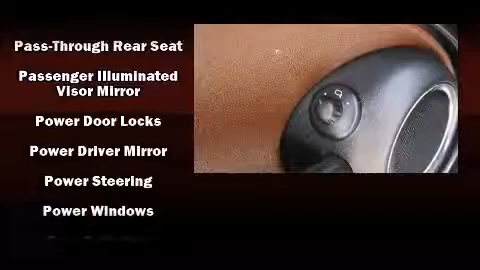 Pass-Through Rear Seat
Passenger Illuminated
Visor Mirror
Power Door Locks
Power Driver Mirror
Power Steering
Power Windows